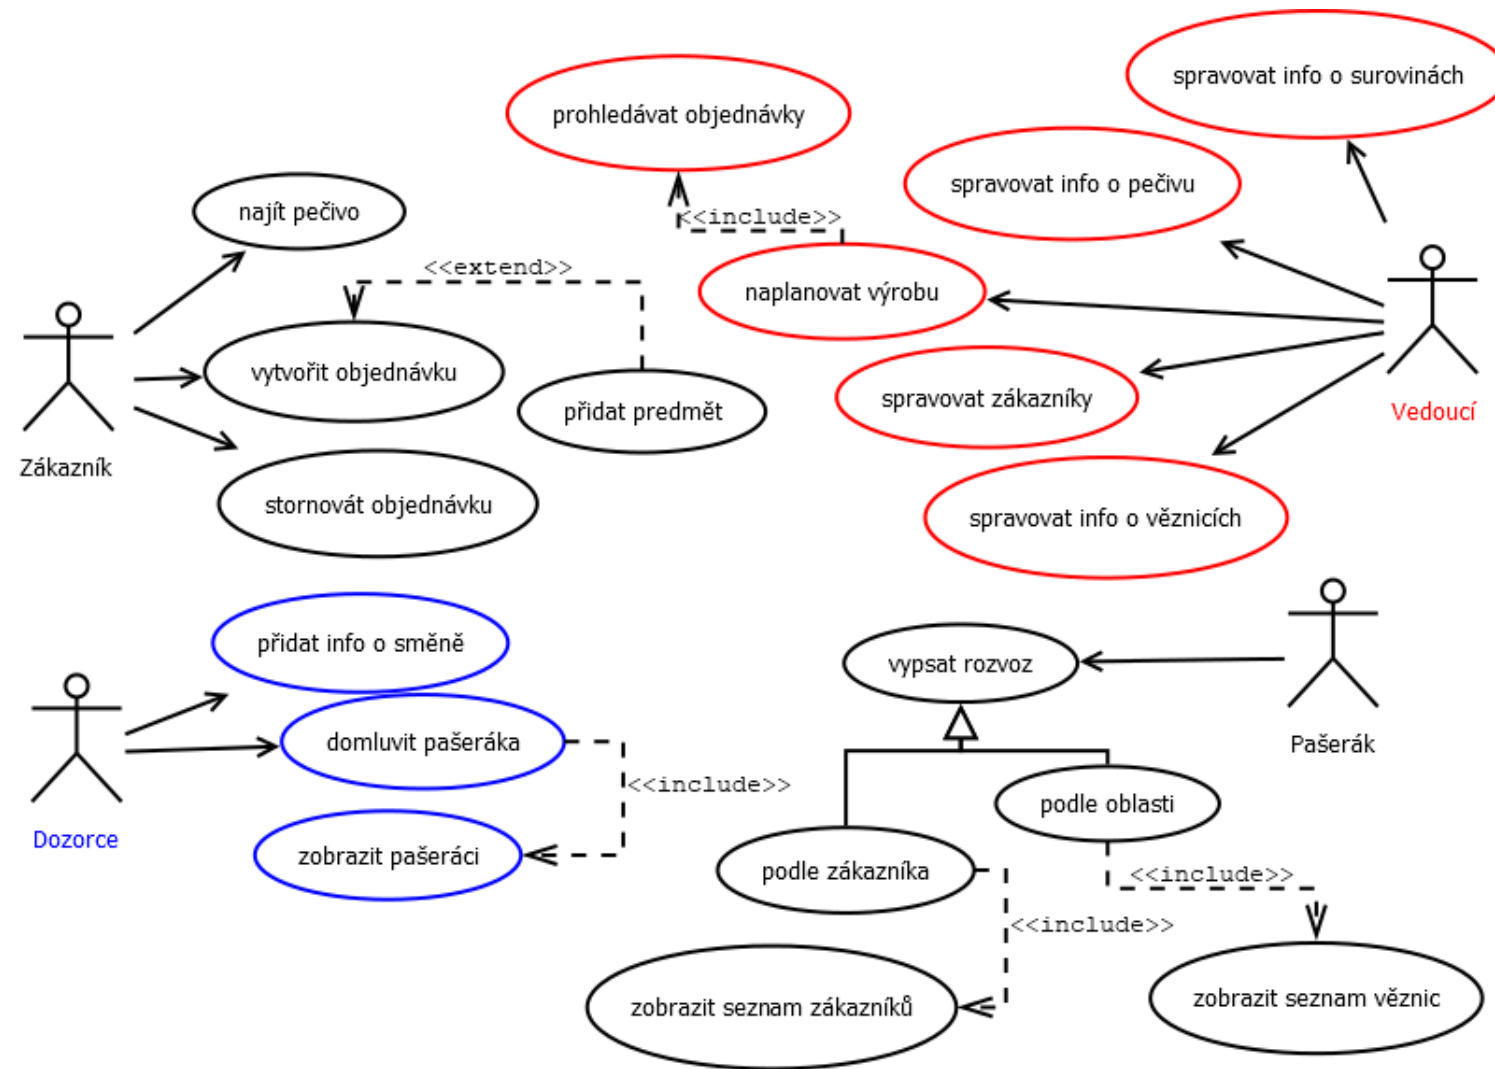 spravovat info o surovinách
prohledávat objednávky
spravovat info o pečivu
najít pečivo
<<include>>
<<extend>>
naplanovat výrobu
vytvořit objednávku
spravovat zákazníky
přidat predmět
Vedoucí
Zákazník
stornovát objednávku
spravovat info o věznicích
přidat info o směně
vypsat rozvoz
domluvit pašeráka
Pašerák
<<include>>
podle oblasti
Dozorce
zobrazit pašeráci
podle zákazníka
<<include>>
<<include>>
zobrazit seznam věznic
zobrazit seznam zákazníků